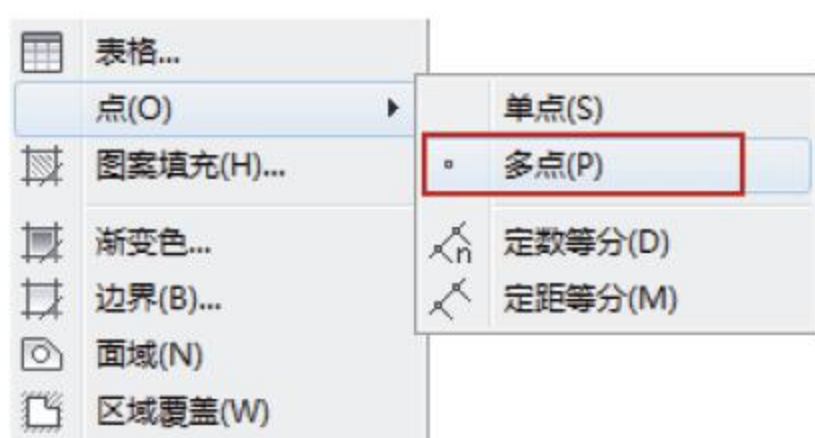 表格...
点(O)
图案填充(H)...
渐变色...
边界(B)...
面域(N)
区域覆盖(W)
单点(S)
多点(P)
n 定数等分(D)
定距等分(M)